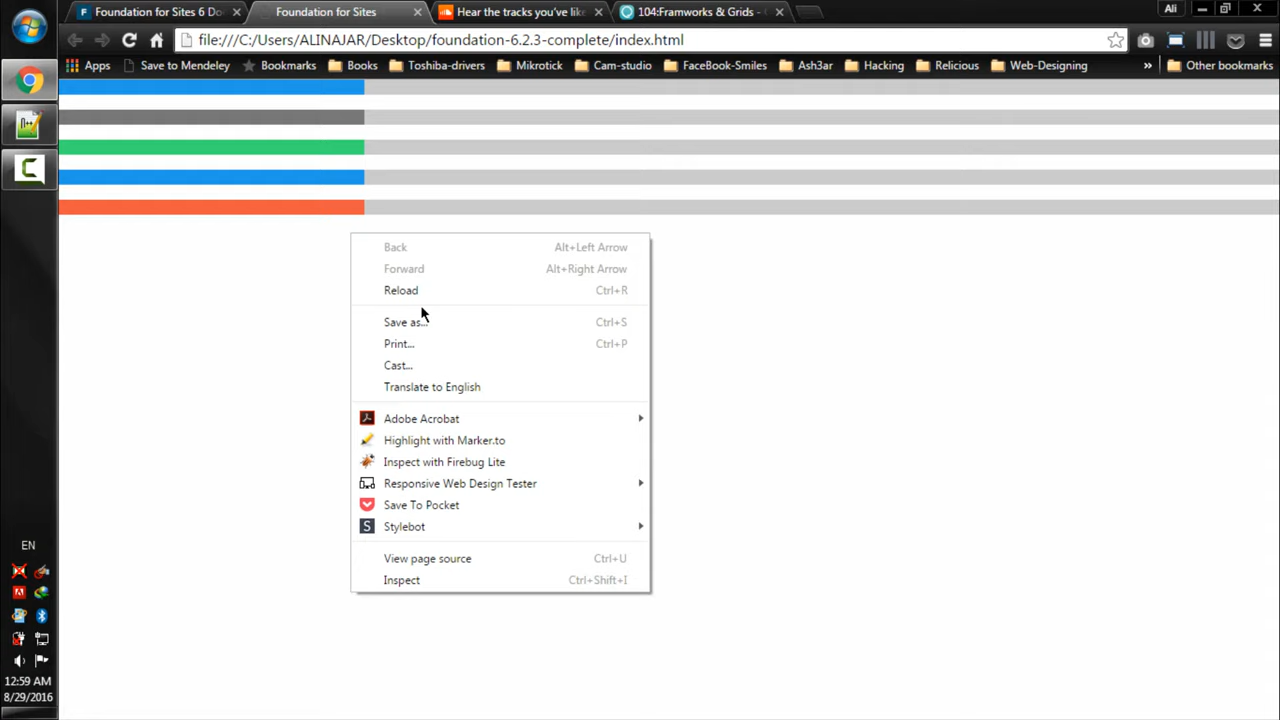 Foundation for Sites 6 Do
Foundation for Sites
Hear the tracks you've lik
104:Framworks & Grids -
Ali
file:///C:/Users/ALINAJAR/Desktop/foundation-6.2.3-complete/index.html
Apps
Save to Mendeley
Bookmarks
Books
Toshiba-drivers
Mikrotick
Cam-studio
FaceBook-Smiles
Ash3ar
Hacking
Relicious
Web-Designing
»
Other bookmarks
Back Alt+Left Arrow
Forward Alt+Right Arrow
Reload Ctrl+R
Save as... Ctrl+S
Print... Ctrl+P
Cast...
Translate to English
Adobe Acrobat
Highlight with Marker.to
Inspect with Firebug Lite
Responsive Web Design Tester
Save To Pocket
S Stylebot
View page source Ctrl+U
Inspect Ctrl+Shift+I
EN
12:59 AM
8/29/2016